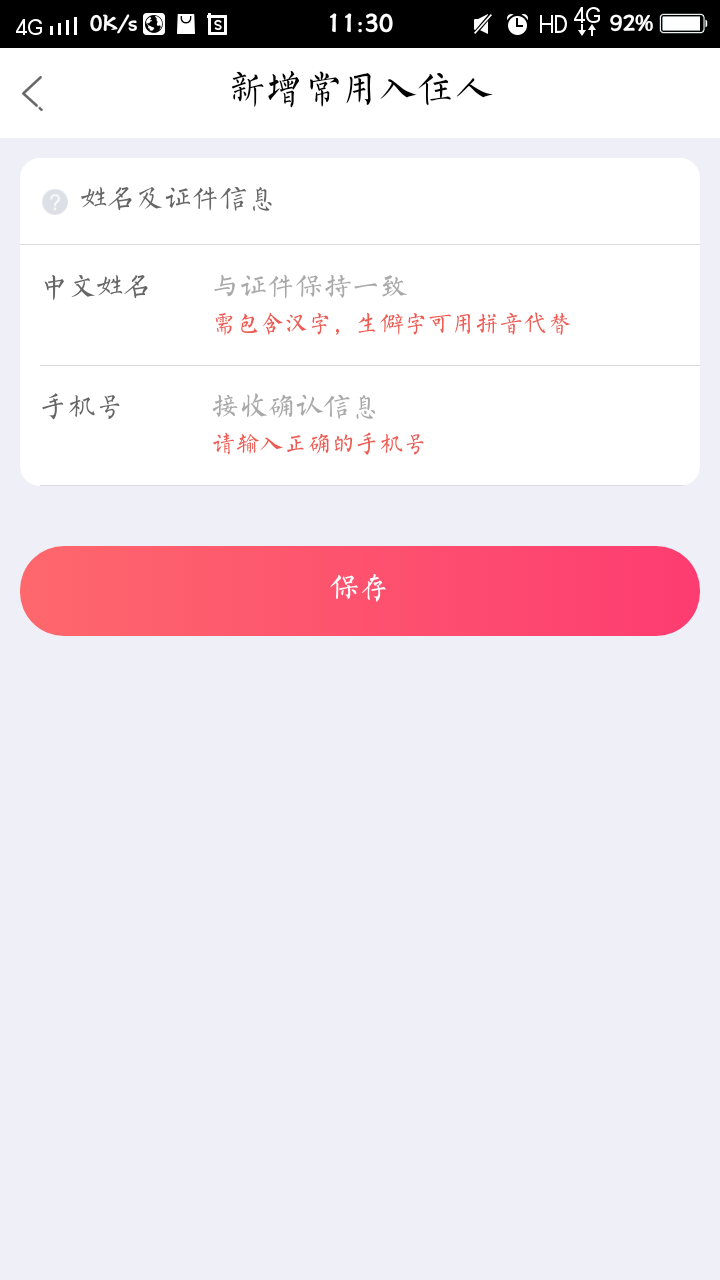 4G 0K/s S 11:30 HD 4G 92%
新增常用入住人
? 姓名及证件信息
中文姓名 与证件保持一致
需包含汉字，生僻字可用拼音代替
手机号 接收确认信息
请输入正确的手机号
保存